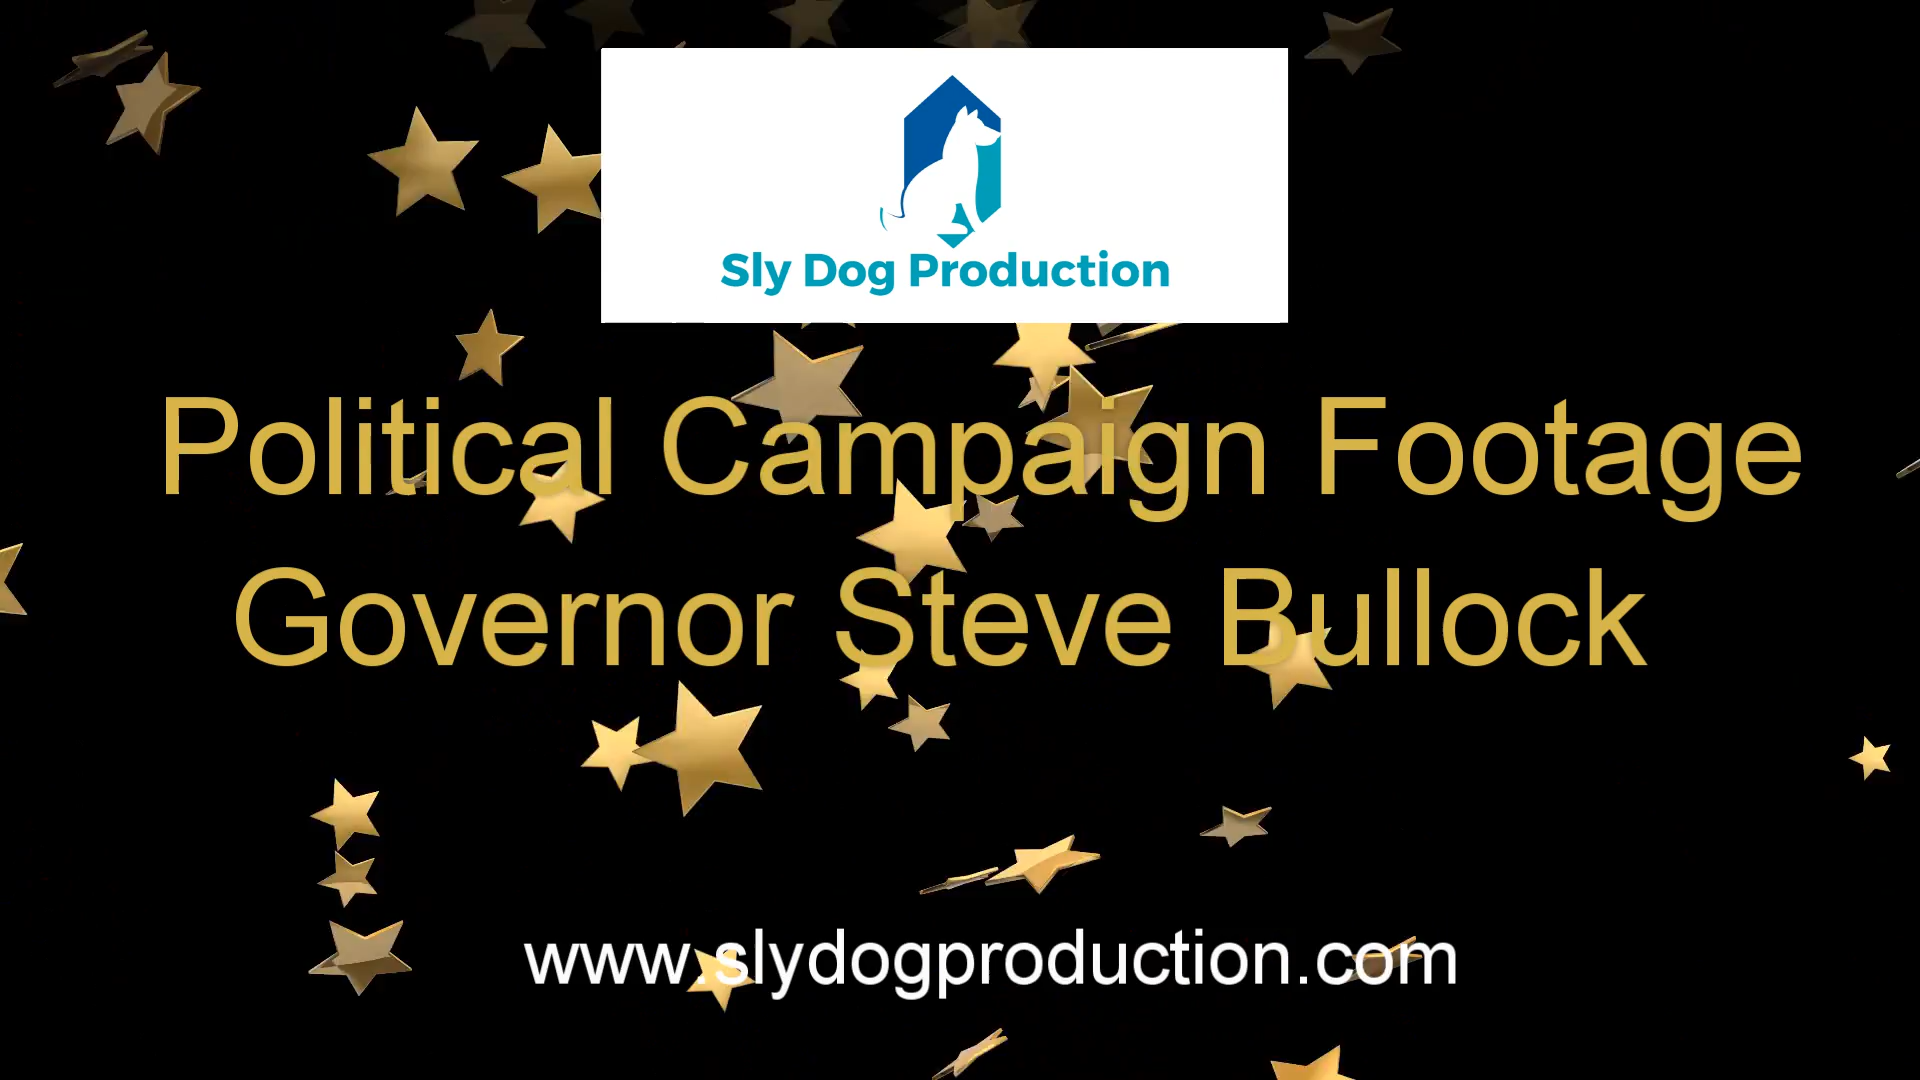 Sly Dog Production
Political Campaign Footage
Governor Steve Bullock
www.slydogproduction.com